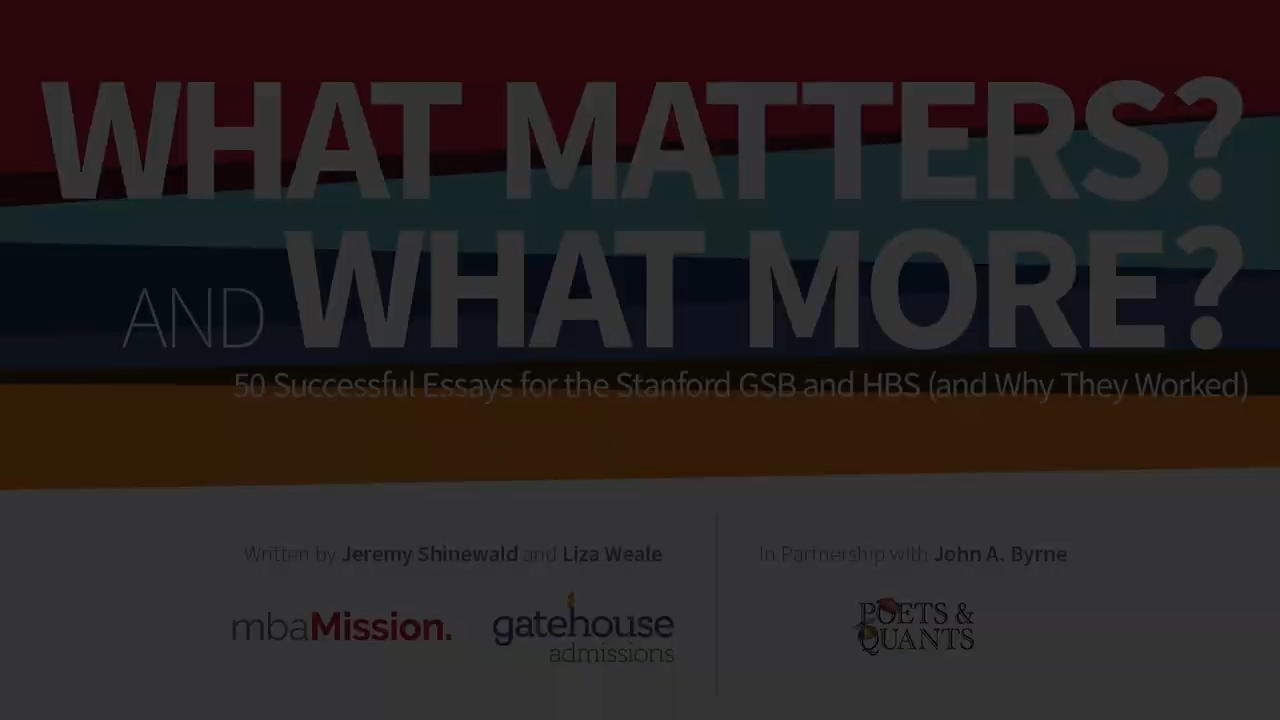 WHAT MATTERS?
AND WHAT MORE?
50 Successful Essays for the Stanford GSB and HBS (and Why They Worked)
Written by Jeremy Shinewald and Liza Weale
In Partnership with John A. Byrne
mbaMission.
gatehouse
admissions
POETS &
QUANTS